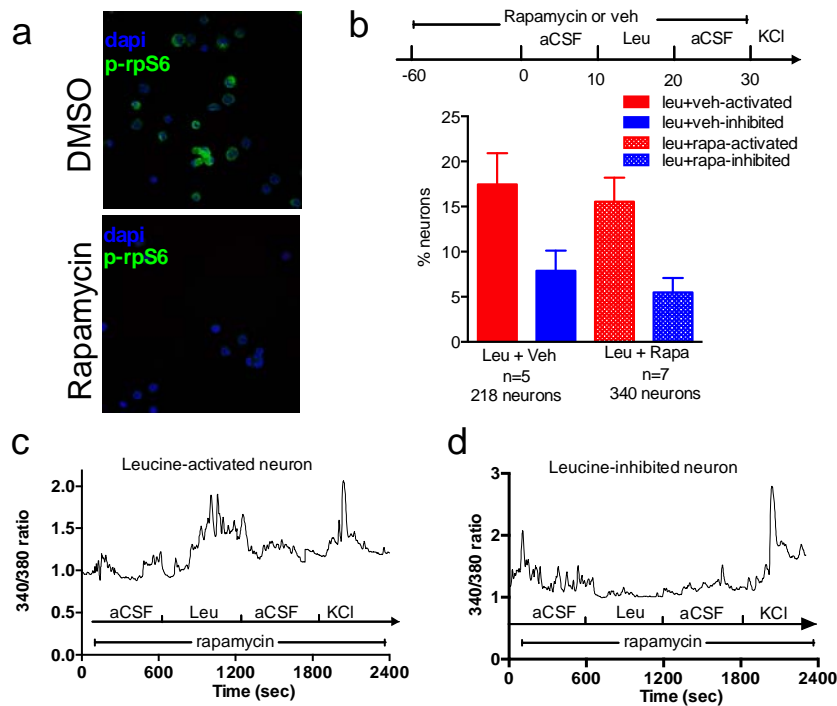 a
dapi
p-rpS6
DMSO
dapi
p-rpS6
Rapamycin
b
Rapamycin or veh
aCSF Leu aCSF KCl
-60 0 10 20 30
leu+veh-activated
leu+veh-inhibited
leu+rapa-activated
leu+rapa-inhibited
25
20
15
10
5
0
% neurons
Leu + Veh Leu + Rapa
n=5 n=7
218 neurons 340 neurons
c
Leucine-activated neuron
2.0
1.5
1.0
0.5
0.0
340/380 ratio
aCSF Leu aCSF KCl
rapamycin
0 600 1200 1800 2400
Time (sec)
d
Leucine-inhibited neuron
3
2
1
0
340/380 ratio
aCSF Leu aCSF KCl
rapamycin
0 600 1200 1800 2400
Time (sec)